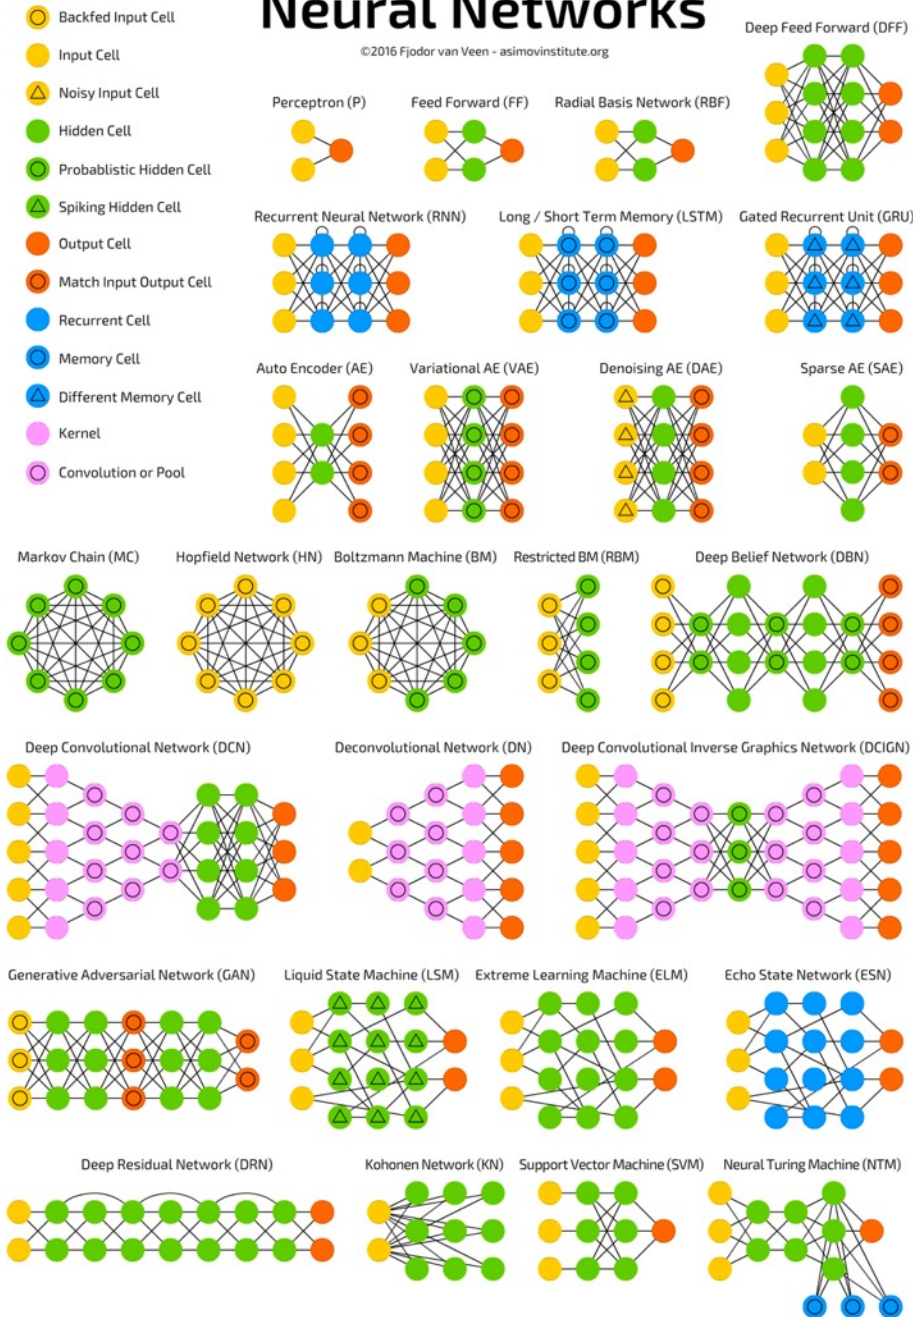 Neural Networks
©2016 Fjodor van Veen - asimovinstitute.org
Backfed Input Cell
Input Cell
Noisy Input Cell
Hidden Cell
Probablistic Hidden Cell
Spiking Hidden Cell
Output Cell
Match Input Output Cell
Recurrent Cell
Memory Cell
Different Memory Cell
Kernel
Convolution or Pool
Deep Feed Forward (DFF)
Perceptron (P)
Feed Forward (FF)
Radial Basis Network (RBF)
Recurrent Neural Network (RNN)
Long / Short Term Memory (LSTM)
Gated Recurrent Unit (GRU)
Auto Encoder (AE)
Variational AE (VAE)
Denoising AE (DAE)
Sparse AE (SAE)
Markov Chain (MC)
Hopfield Network (HN)
Boltzmann Machine (BM)
Restricted BM (RBM)
Deep Belief Network (DBN)
Deep Convolutional Network (DCN)
Deconvolutional Network (DN)
Deep Convolutional Inverse Graphics Network (DCIGN)
Generative Adversarial Network (GAN)
Liquid State Machine (LSM)
Extreme Learning Machine (ELM)
Echo State Network (ESN)
Deep Residual Network (DRN)
Kohonen Network (KN)
Support Vector Machine (SVM)
Neural Turing Machine (NTM)